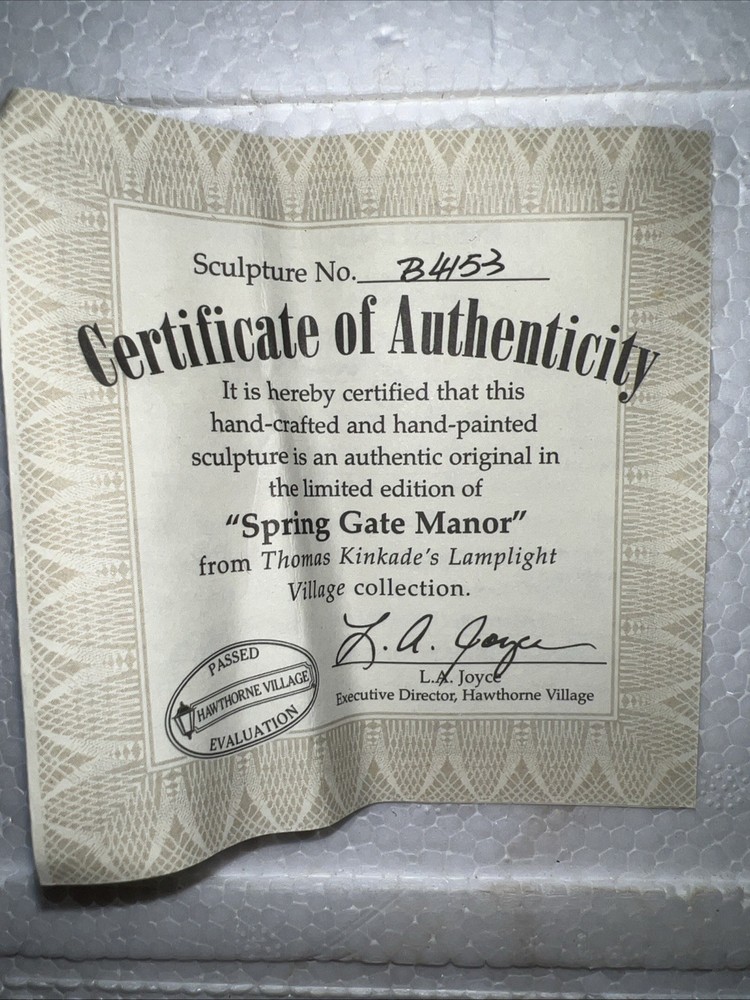 Sculpture No. B4153
Certificate of Authenticity
It is hereby certified that this
hand-crafted and hand-painted
sculpture is an authentic original in
the limited edition of
“Spring Gate Manor”
from Thomas Kinkade's Lamplight
Village collection.
L. A. Joyce
L.A. Joyce
Executive Director, Hawthorne Village
PASSED
HAWTHORNE VILLAGE
EVALUATION